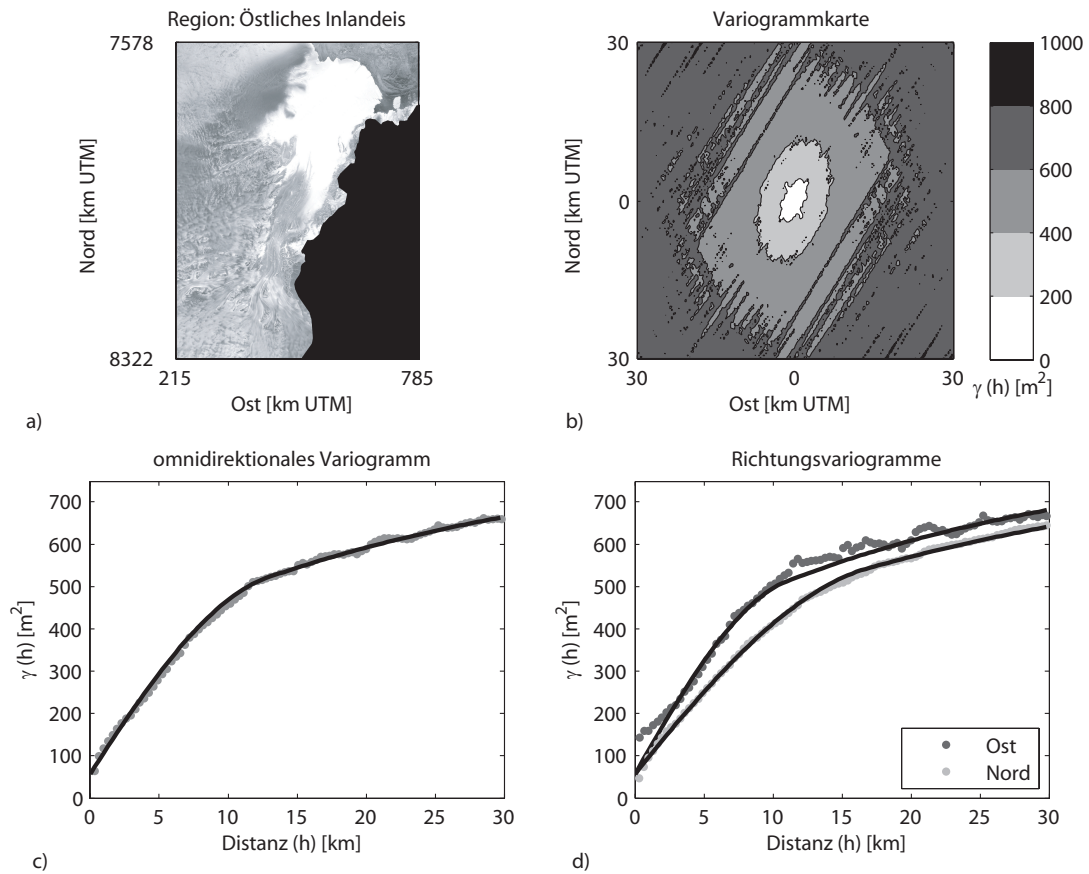 Region: Östliches Inlandeis
7578
Nord [km UTM]
8322
215
785
Ost [km UTM]
a)
Variogrammkarte
30
Nord [km UTM]
0
30
30
0
30
Ost [km UTM]
1000
800
600
400
200
0
γ (h) [m²]
b)
omnidirektionales Variogramm
700
600
500
400
300
200
100
0
γ (h) [m²]
0
5
10
15
20
25
30
Distanz (h) [km]
c)
Richtungsvariogramme
700
600
500
400
300
200
100
0
γ (h) [m²]
Ost
Nord
0
5
10
15
20
25
30
Distanz (h) [km]
d)